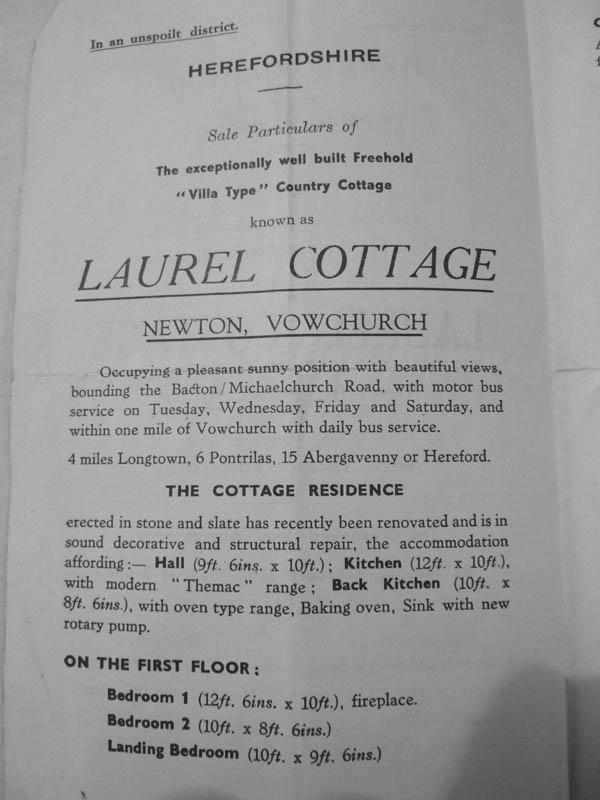 In an unspoilt district.
HEREFORDSHIRE
Sale Particulars of
The exceptionally well built Freehold
"Villa Type" Country Cottage
known as
LAUREL COTTAGE
NEWTON, VOWCHURCH
Occupying a pleasant sunny position with beautiful views,
bounding the Bacton/Michaelchurch Road, with motor bus
service on Tuesday, Wednesday, Friday and Saturday, and
within one mile of Vowchurch with daily bus service.
4 miles Longtown, 6 Pontrilas, 15 Abergavenny or Hereford.
THE COTTAGE RESIDENCE
erected in stone and slate has recently been renovated and is in
sound decorative and structural repair, the accommodation
affording :— Hall (9ft. 6ins. x 10ft.) ; Kitchen (12ft. x 10ft.),
with modern "Themac" range ; Back Kitchen (10ft. x
8ft. 6ins.), with oven type range, Baking oven, Sink with new
rotary pump.
ON THE FIRST FLOOR :
Bedroom 1 (12ft. 6ins. x 10ft.), fireplace.
Bedroom 2 (10ft. x 8ft. 6ins.)
Landing Bedroom (10ft. x 9ft. 6ins.)